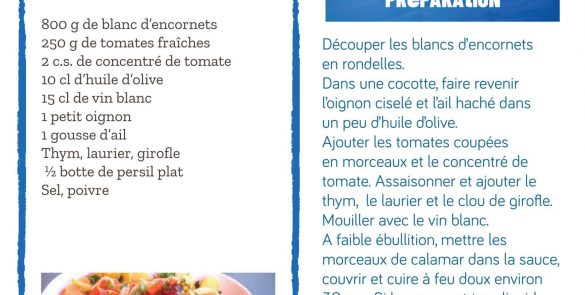 800 g de blanc d'encornets
250 g de tomates fraîches
2 c.s. de concentré de tomate
10 cl d'huile d'olive
15 cl de vin blanc
1 petit oignon
1 gousse d'ail
Thym, laurier, girofle
½ botte de persil plat
Sel, poivre
PRÉPARATION
Découper les blancs d'encornets
en rondelles.
Dans une cocotte, faire revenir
l'oignon ciselé et l'ail haché dans
un peu d'huile d'olive.
Ajouter les tomates coupées
en morceaux et le concentré de
tomate. Assaisonner et ajouter le
thym, le laurier et le clou de girofle.
Mouiller avec le vin blanc.
A faible ébullition, mettre les
morceaux de calamar dans la sauce,
couvrir et cuire à feu doux environ